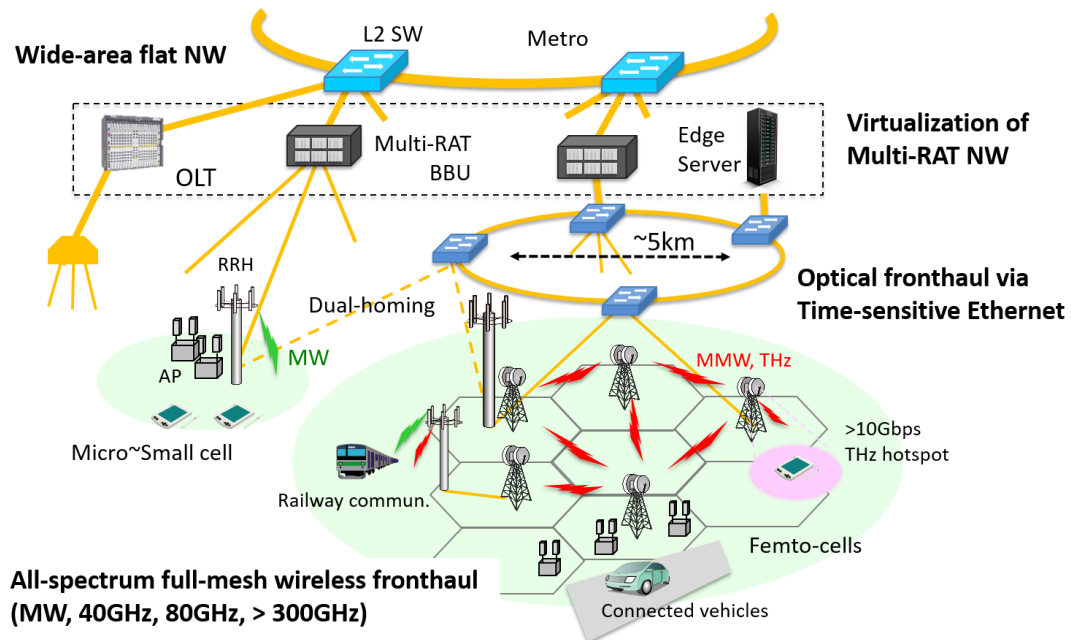 L2 SW
Metro
Wide-area flat NW
Multi-RAT
BBU
Edge
Server
Virtualization of
Multi-RAT NW
OLT
~5km
RRH
Dual-homing
Optical fronthaul via
Time-sensitive Ethernet
MW
AP
MMW, THz
Micro~Small cell
>10Gbps
THz hotspot
Railway commun.
Femto-cells
All-spectrum full-mesh wireless fronthaul
(MW, 40GHz, 80GHz, > 300GHz)
Connected vehicles